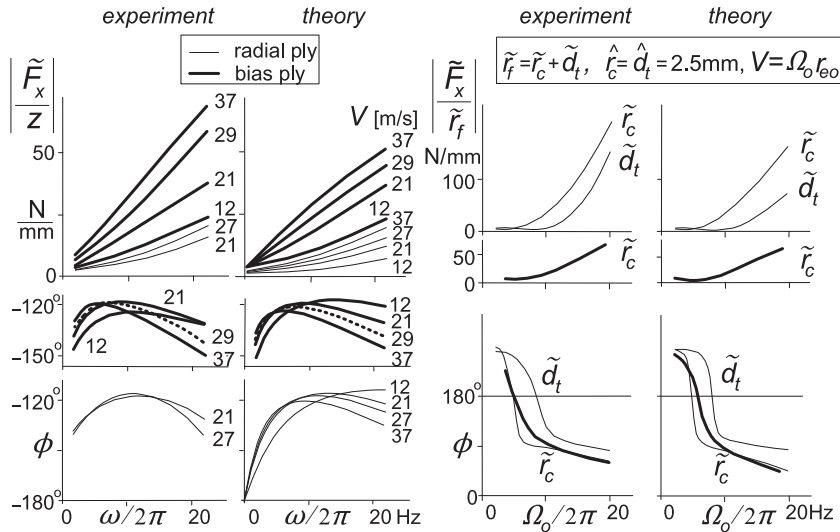 experiment theory
radial ply
bias ply
|F̃x/z|
N/mm
50
0
37
29
21
12
27
21
V [m/s]
37
29
21
12
37
27
21
12
−120°
−150°
12
21
29
37
12
21
29
37
−120°
ϕ
−180°
21
27
12
21
27
37
0 ω/2π 20
0 ω/2π 20 Hz
experiment theory
r̃f = r̃c + d̃t, r̂c = d̂t = 2.5mm, V = Ωo reo
|F̃x/r̃f|
N/mm
100
0
r̃c
d̃t
r̃c
d̃t
50
0
r̃c
r̃c
180°
ϕ
0
d̃t
r̃c
d̃t
r̃c
0 Ωo/2π 20
0 Ωo/2π 20 Hz